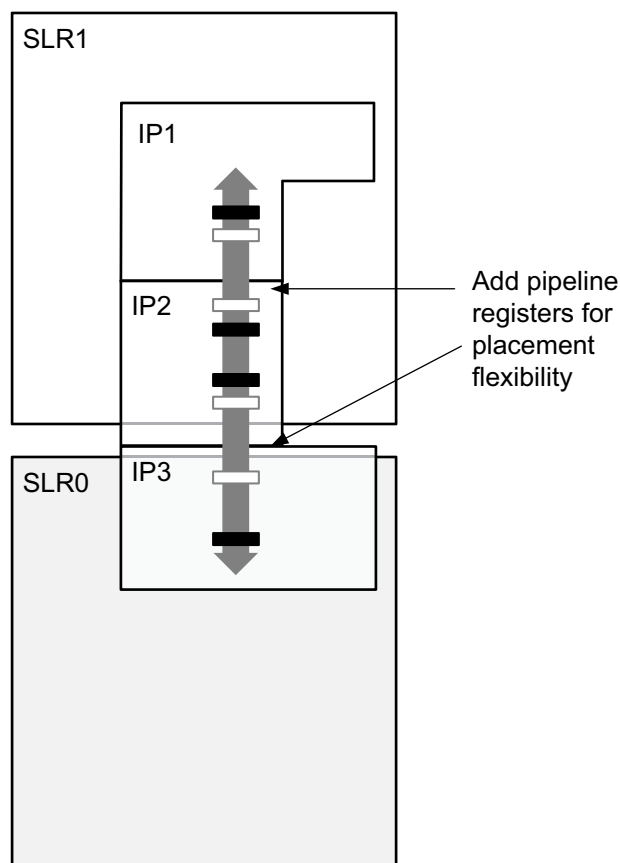 SLR1
IP1
Add pipeline
registers for
placement
flexibility
IP2
IP3
SLR0